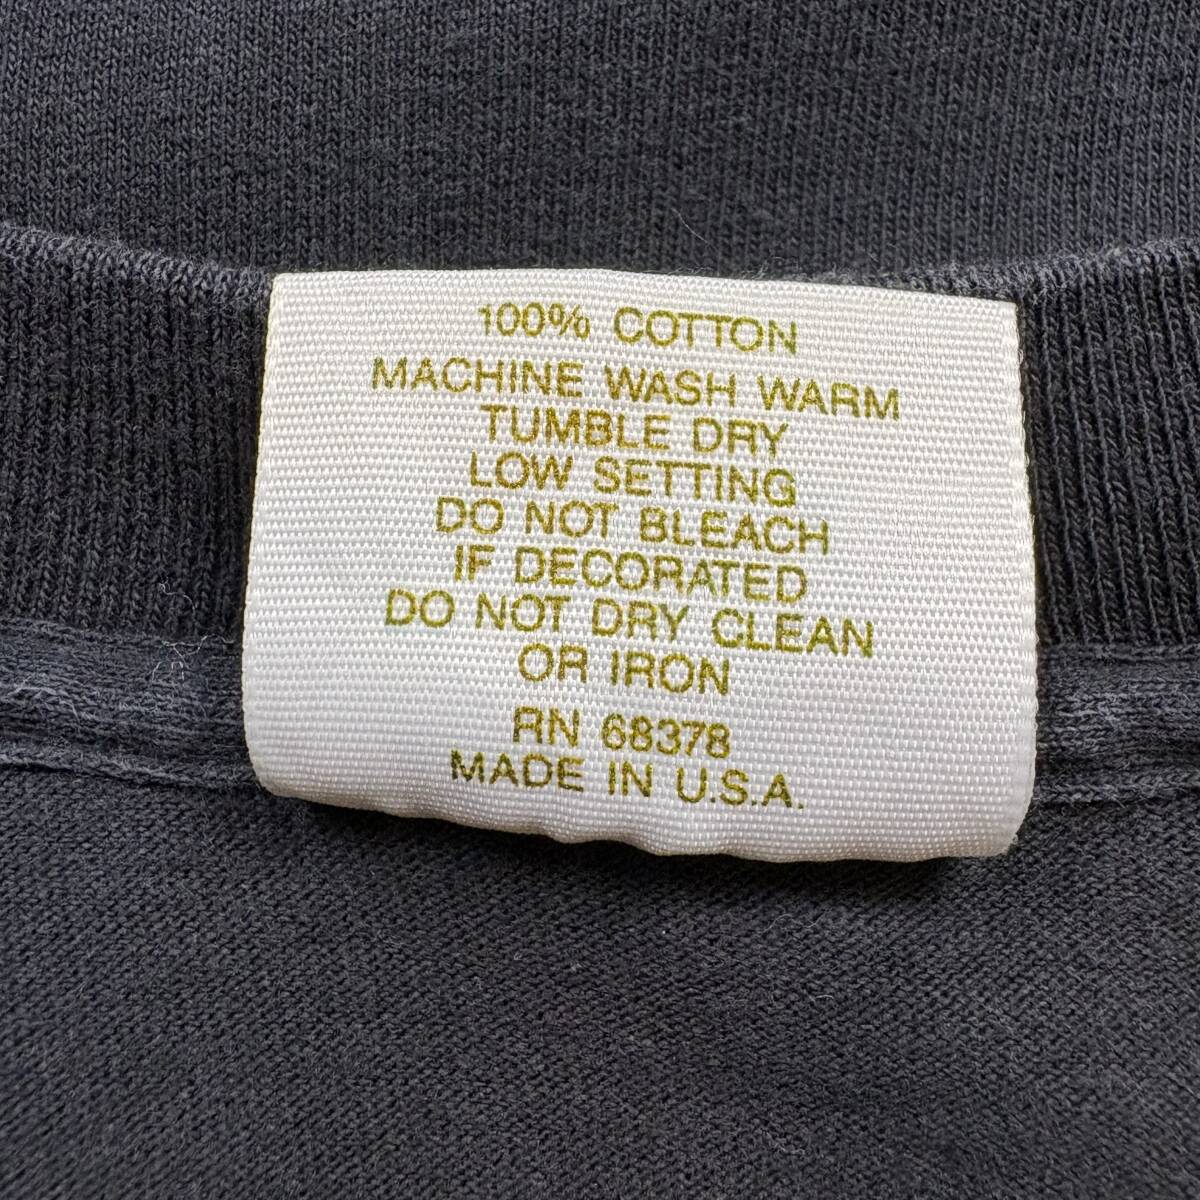 100% COTTON
MACHINE WASH WARM
TUMBLE DRY
LOW SETTING
DO NOT BLEACH
IF DECORATED
DO NOT DRY CLEAN
OR IRON
RN 68378
MADE IN U.S.A.